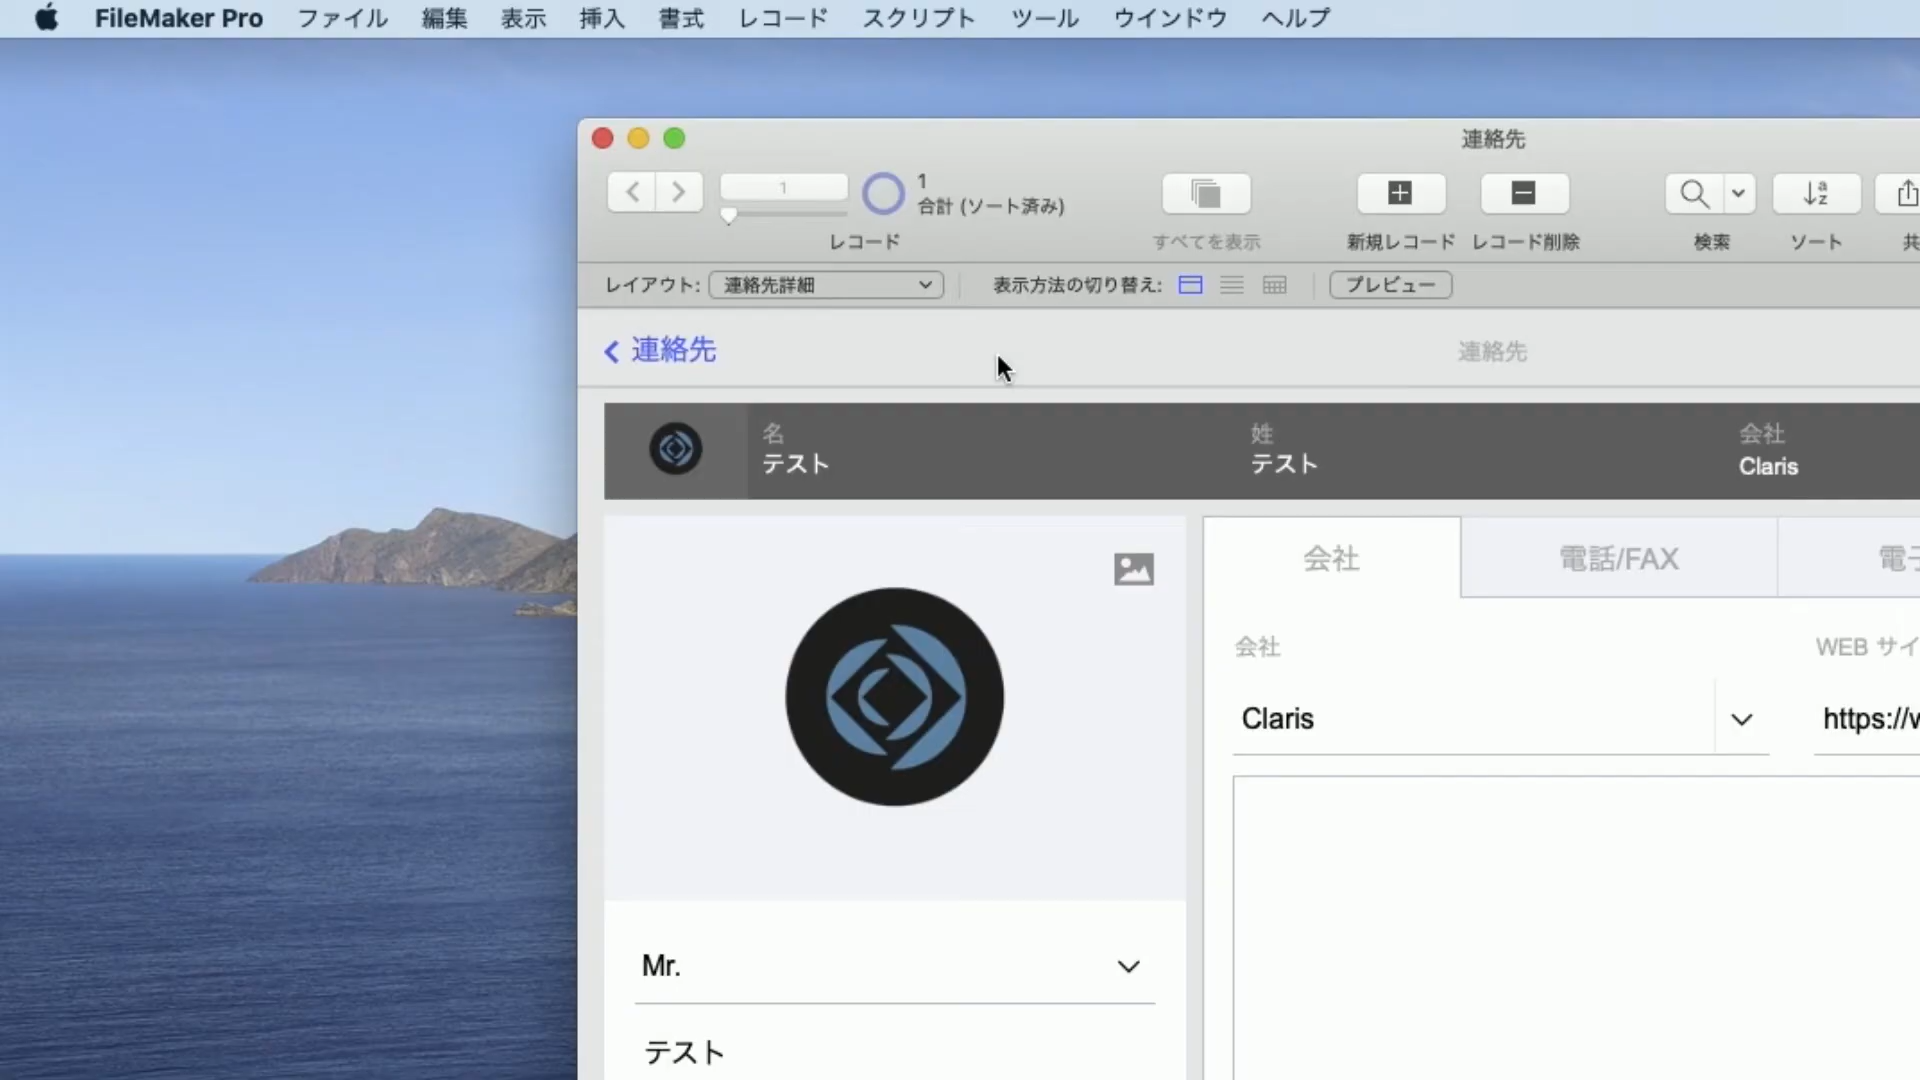 FileMaker Pro ファイル 編集 表示 挿入 書式 レコード スクリプト ツール ウインドウ ヘルプ
連絡先
1
1
合計 (ソート済み)
レコード すべてを表示 新規レコード レコード削除 検索 ソート 共
レイアウト: 連絡先詳細 表示方法の切り替え: プレビュー
連絡先 連絡先
名 姓 会社
テスト テスト Claris
会社 電話/FAX 電子
会社 WEB サイ
Claris https://w
Mr.
テスト